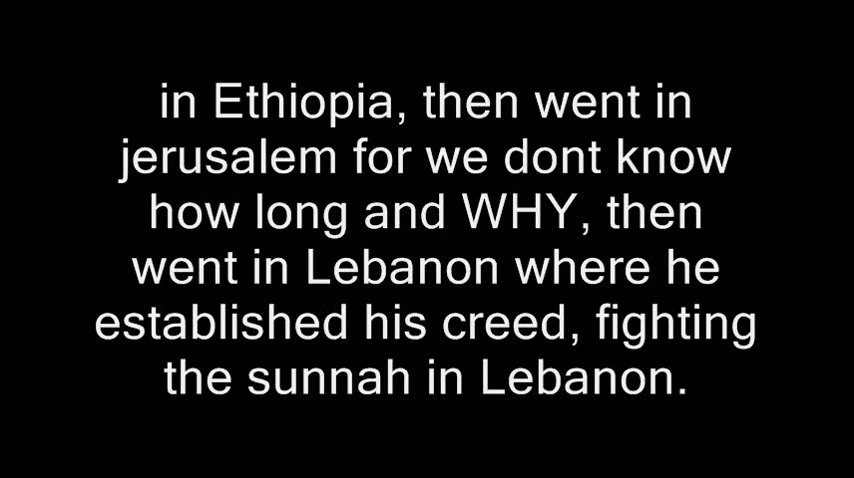 in Ethiopia, then went in
jerusalem for we dont know
how long and WHY, then
went in Lebanon where he
established his creed, fighting
the sunnah in Lebanon.